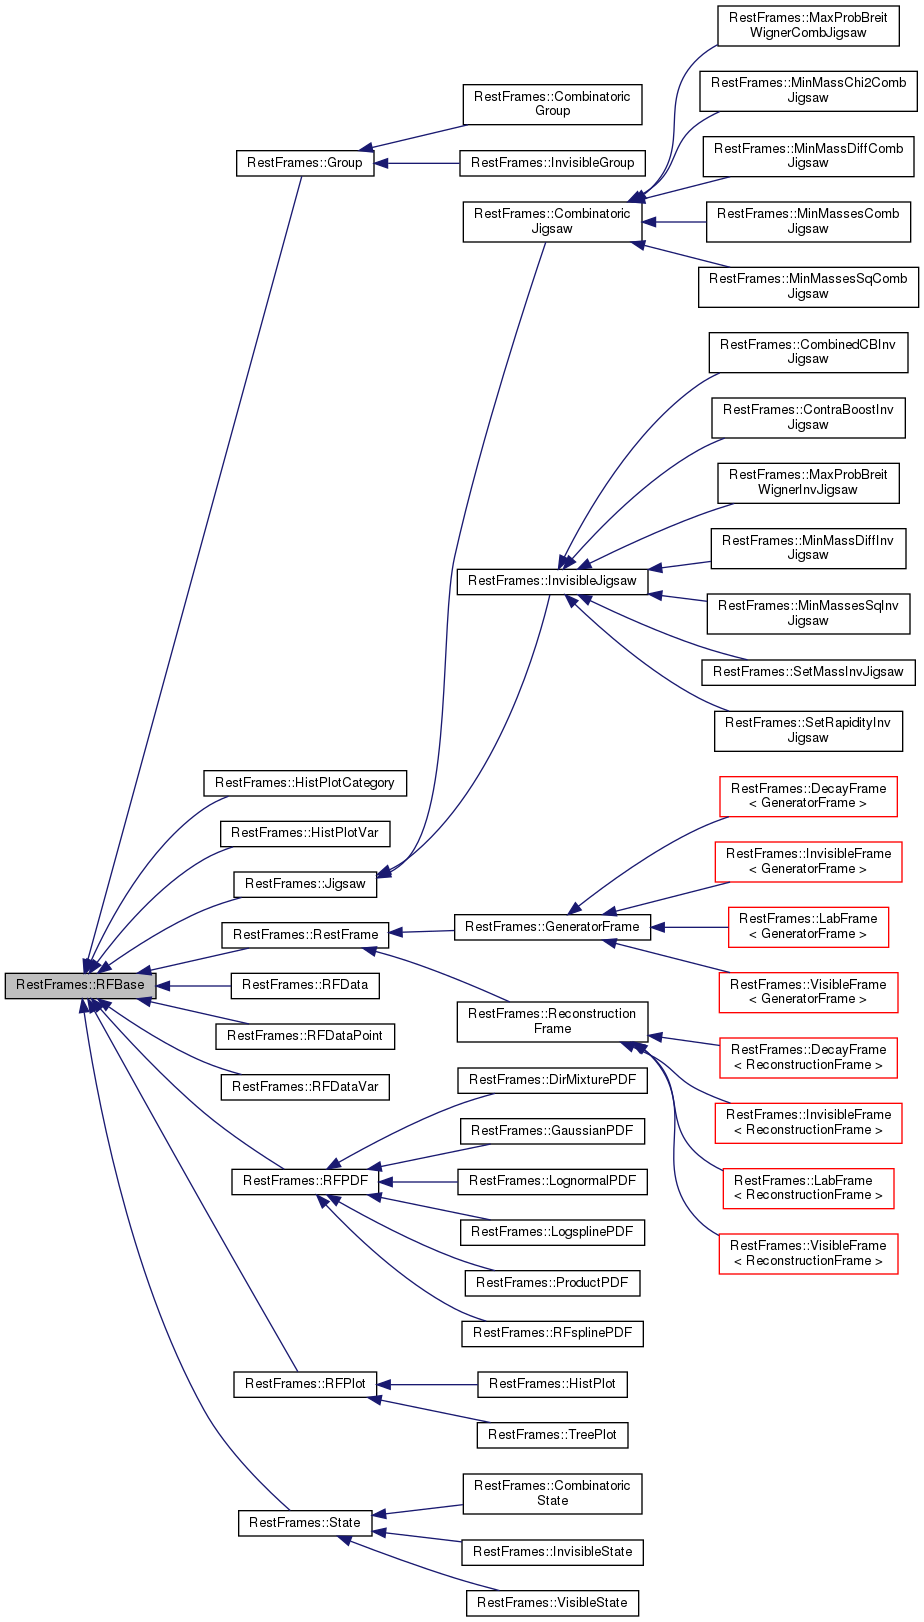 RestFrames::MaxProbBreit
WignerCombJigsaw
RestFrames::MinMassChi2Comb
Jigsaw
RestFrames::Combinatoric
Group
RestFrames::MinMassDiffComb
Jigsaw
RestFrames::Group
RestFrames::InvisibleGroup
RestFrames::Combinatoric
Jigsaw
RestFrames::MinMassesComb
Jigsaw
RestFrames::MinMassesSqComb
Jigsaw
RestFrames::CombinedCBInv
Jigsaw
RestFrames::ContraBoostInv
Jigsaw
RestFrames::MaxProbBreit
WignerInvJigsaw
RestFrames::MinMassDiffInv
Jigsaw
RestFrames::InvisibleJigsaw
RestFrames::MinMassesSqInv
Jigsaw
RestFrames::SetMassInvJigsaw
RestFrames::SetRapidityInv
Jigsaw
RestFrames::HistPlotCategory
RestFrames::DecayFrame
< GeneratorFrame >
RestFrames::HistPlotVar
RestFrames::InvisibleFrame
< GeneratorFrame >
RestFrames::Jigsaw
RestFrames::LabFrame
< GeneratorFrame >
RestFrames::RestFrame
RestFrames::GeneratorFrame
RestFrames::RFBase
RestFrames::RFData
RestFrames::VisibleFrame
< GeneratorFrame >
RestFrames::Reconstruction
Frame
RestFrames::RFDataPoint
RestFrames::DecayFrame
< ReconstructionFrame >
RestFrames::RFDataVar
RestFrames::DirMixturePDF
RestFrames::InvisibleFrame
< ReconstructionFrame >
RestFrames::GaussianPDF
RestFrames::RFPDF
RestFrames::LognormalPDF
RestFrames::LabFrame
< ReconstructionFrame >
RestFrames::LogsplinePDF
RestFrames::VisibleFrame
< ReconstructionFrame >
RestFrames::ProductPDF
RestFrames::RFsplinePDF
RestFrames::RFPlot
RestFrames::HistPlot
RestFrames::TreePlot
RestFrames::Combinatoric
State
RestFrames::State
RestFrames::InvisibleState
RestFrames::VisibleState